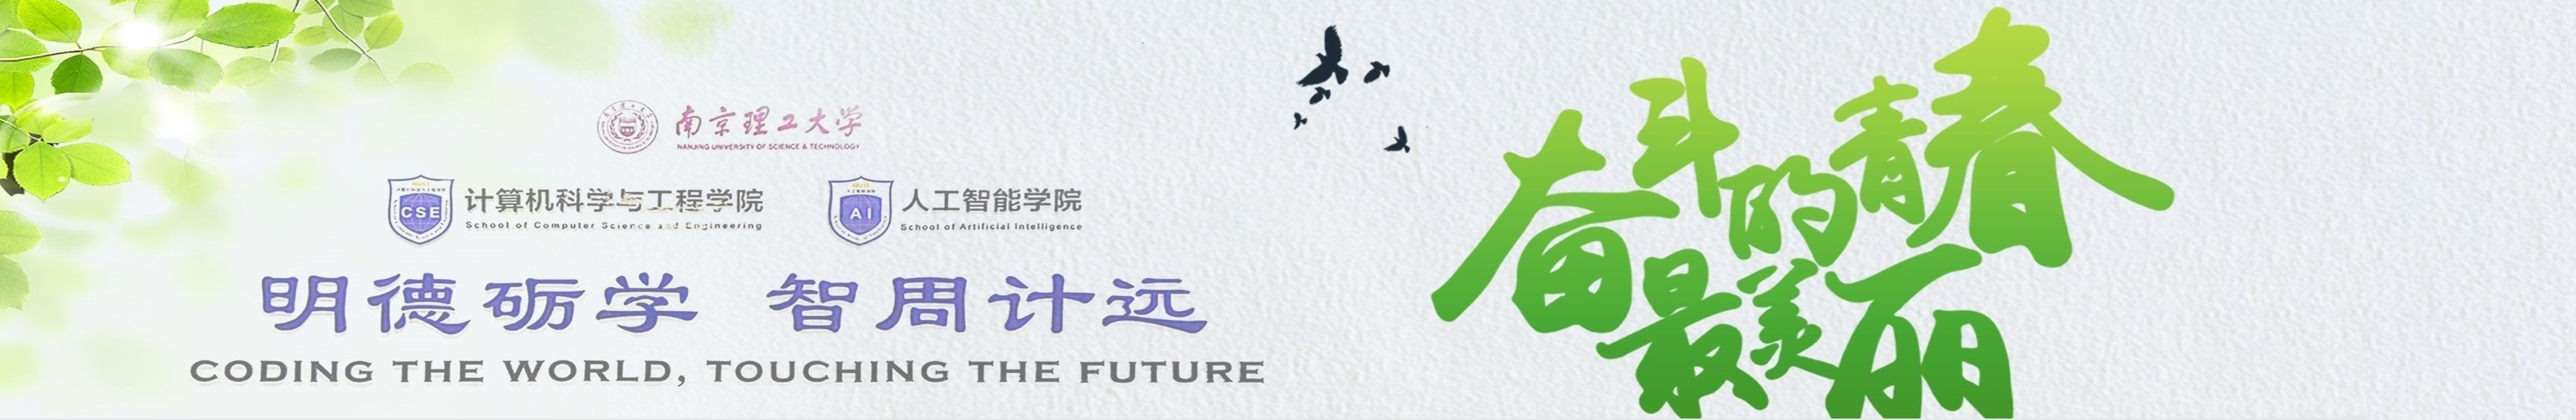 南京理工大学
NANJING UNIVERSITY OF SCIENCE & TECHNOLOGY
CSE
计算机科学与工程学院
School of Computer Science and Engineering
AI
人工智能学院
School of Artificial Intelligence
明德砺学 智周计远
CODING THE WORLD, TOUCHING THE FUTURE
奋斗的青春
最美丽